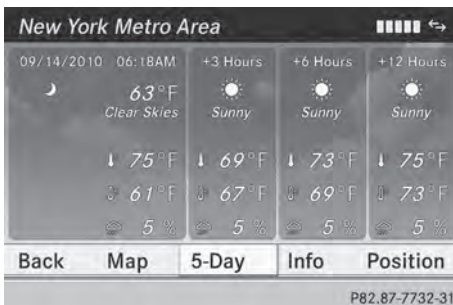 New York Metro Area
09/14/2010 06:18AM +3 Hours +6 Hours +12 Hours
63°F
Clear Skies Sunny Sunny Sunny
75°F 69°F 73°F 75°F
61°F 67°F 69°F 73°F
5 % 5 % 5 % 5 %
Back Map 5-Day Info Position
P82.87-7732-31